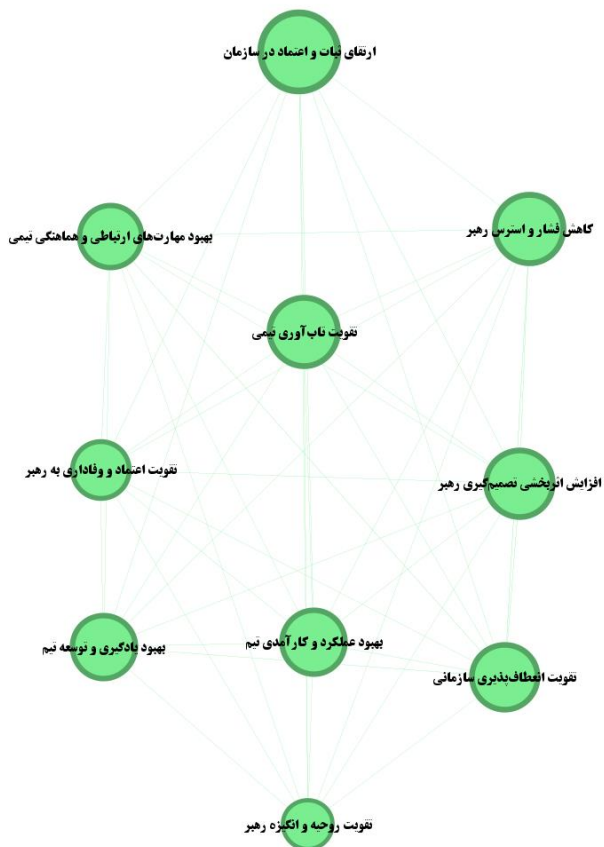 ارتقای ثبات و اعتماد در سازمان
کاهش فشار و استرس رهبر
بهبود مهارت‌های ارتباطی و هماهنگی تیمی
تقویت تاب‌آوری تیمی
تقویت اعتماد و وفاداری به رهبر
افزایش اثربخشی تصمیم‌گیری رهبر
بهبود عملکرد و کارآمدی تیم
بهبود یادگیری و توسعه تیم
تقویت انعطاف‌پذیری سازمانی
تقویت روحیه و انگیزه رهبر